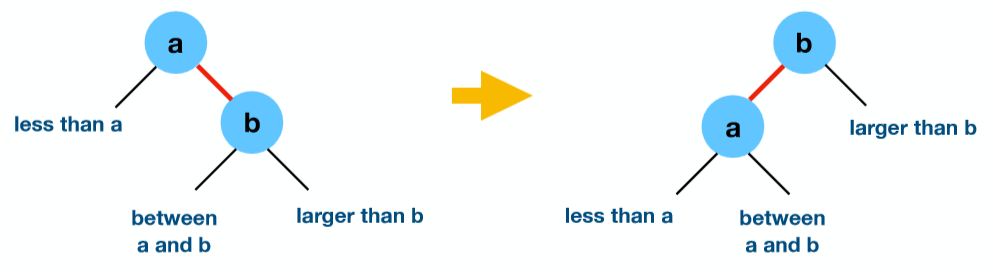 a
less than a
b
between
a and b
larger than b
b
a
larger than b
less than a
between
a and b